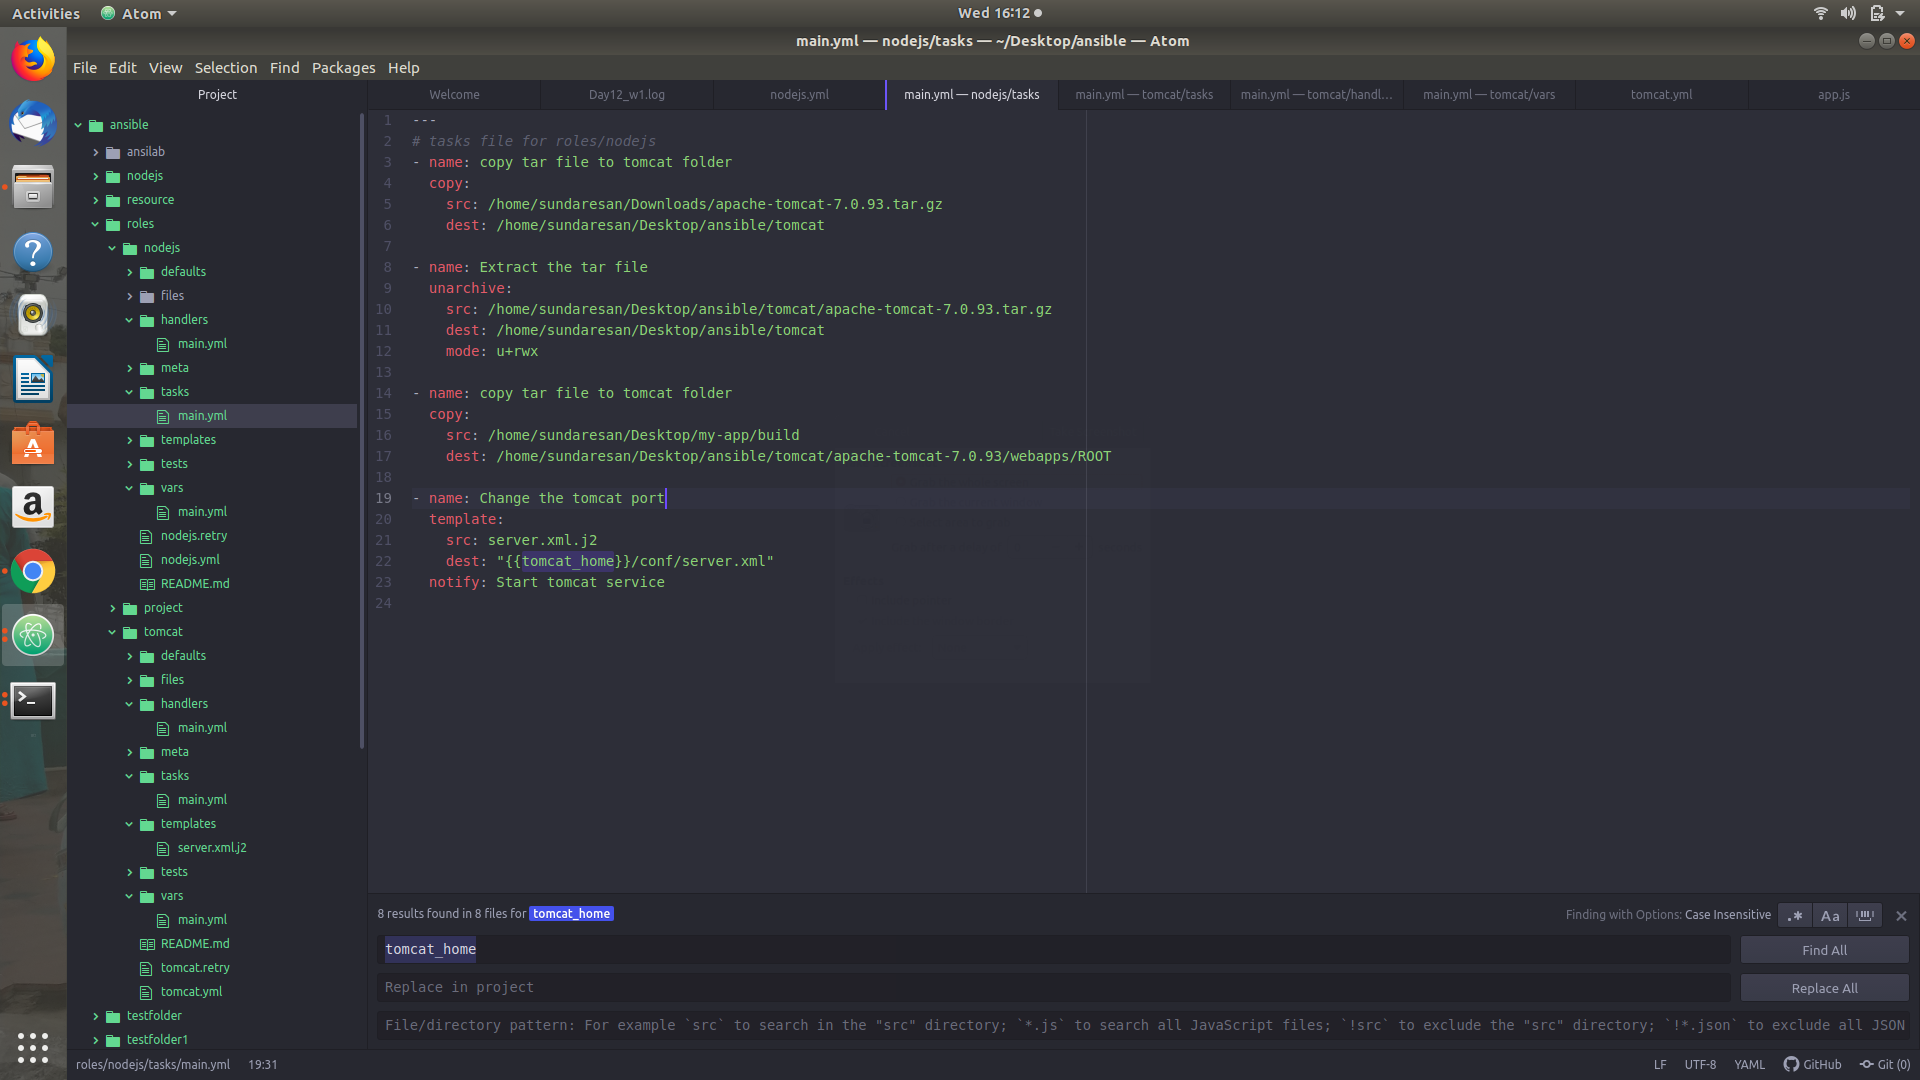 Activities Atom Wed 16:12
main.yml — nodejs/tasks — ~/Desktop/ansible — Atom
File Edit View Selection Find Packages Help
Project
Welcome Day12_w1.log nodejs.yml main.yml — nodejs/tasks main.yml — tomcat/tasks main.yml — tomcat/handl... main.yml — tomcat/vars tomcat.yml app.js
ansible
ansilab
nodejs
resource
roles
nodejs
defaults
files
handlers
main.yml
meta
tasks
main.yml
templates
tests
vars
main.yml
nodejs.retry
nodejs.yml
README.md
project
tomcat
defaults
files
handlers
main.yml
meta
tasks
main.yml
templates
server.xml.j2
tests
vars
main.yml
README.md
tomcat.retry
tomcat.yml
testfolder
testfolder1
1 ---
2 # tasks file for roles/nodejs
3 - name: copy tar file to tomcat folder
4 copy:
5 src: /home/sundaresan/Downloads/apache-tomcat-7.0.93.tar.gz
6 dest: /home/sundaresan/Desktop/ansible/tomcat
7
8 - name: Extract the tar file
9 unarchive:
10 src: /home/sundaresan/Desktop/ansible/tomcat/apache-tomcat-7.0.93.tar.gz
11 dest: /home/sundaresan/Desktop/ansible/tomcat
12 mode: u+rwx
13
14 - name: copy tar file to tomcat folder
15 copy:
16 src: /home/sundaresan/Desktop/my-app/build
17 dest: /home/sundaresan/Desktop/ansible/tomcat/apache-tomcat-7.0.93/webapps/ROOT
18
19 - name: Change the tomcat port
20 template:
21 src: server.xml.j2
22 dest: "{{tomcat_home}}/conf/server.xml"
23 notify: Start tomcat service
24
8 results found in 8 files for tomcat_home Finding with Options: Case Insensitive .* Aa
tomcat_home Find All
Replace in project Replace All
File/directory pattern: For example `src` to search in the "src" directory; `*.js` to search all JavaScript files; `!src` to exclude the "src" directory; `!*.json` to exclude all JSON
roles/nodejs/tasks/main.yml 19:31 LF UTF-8 YAML GitHub Git (0)